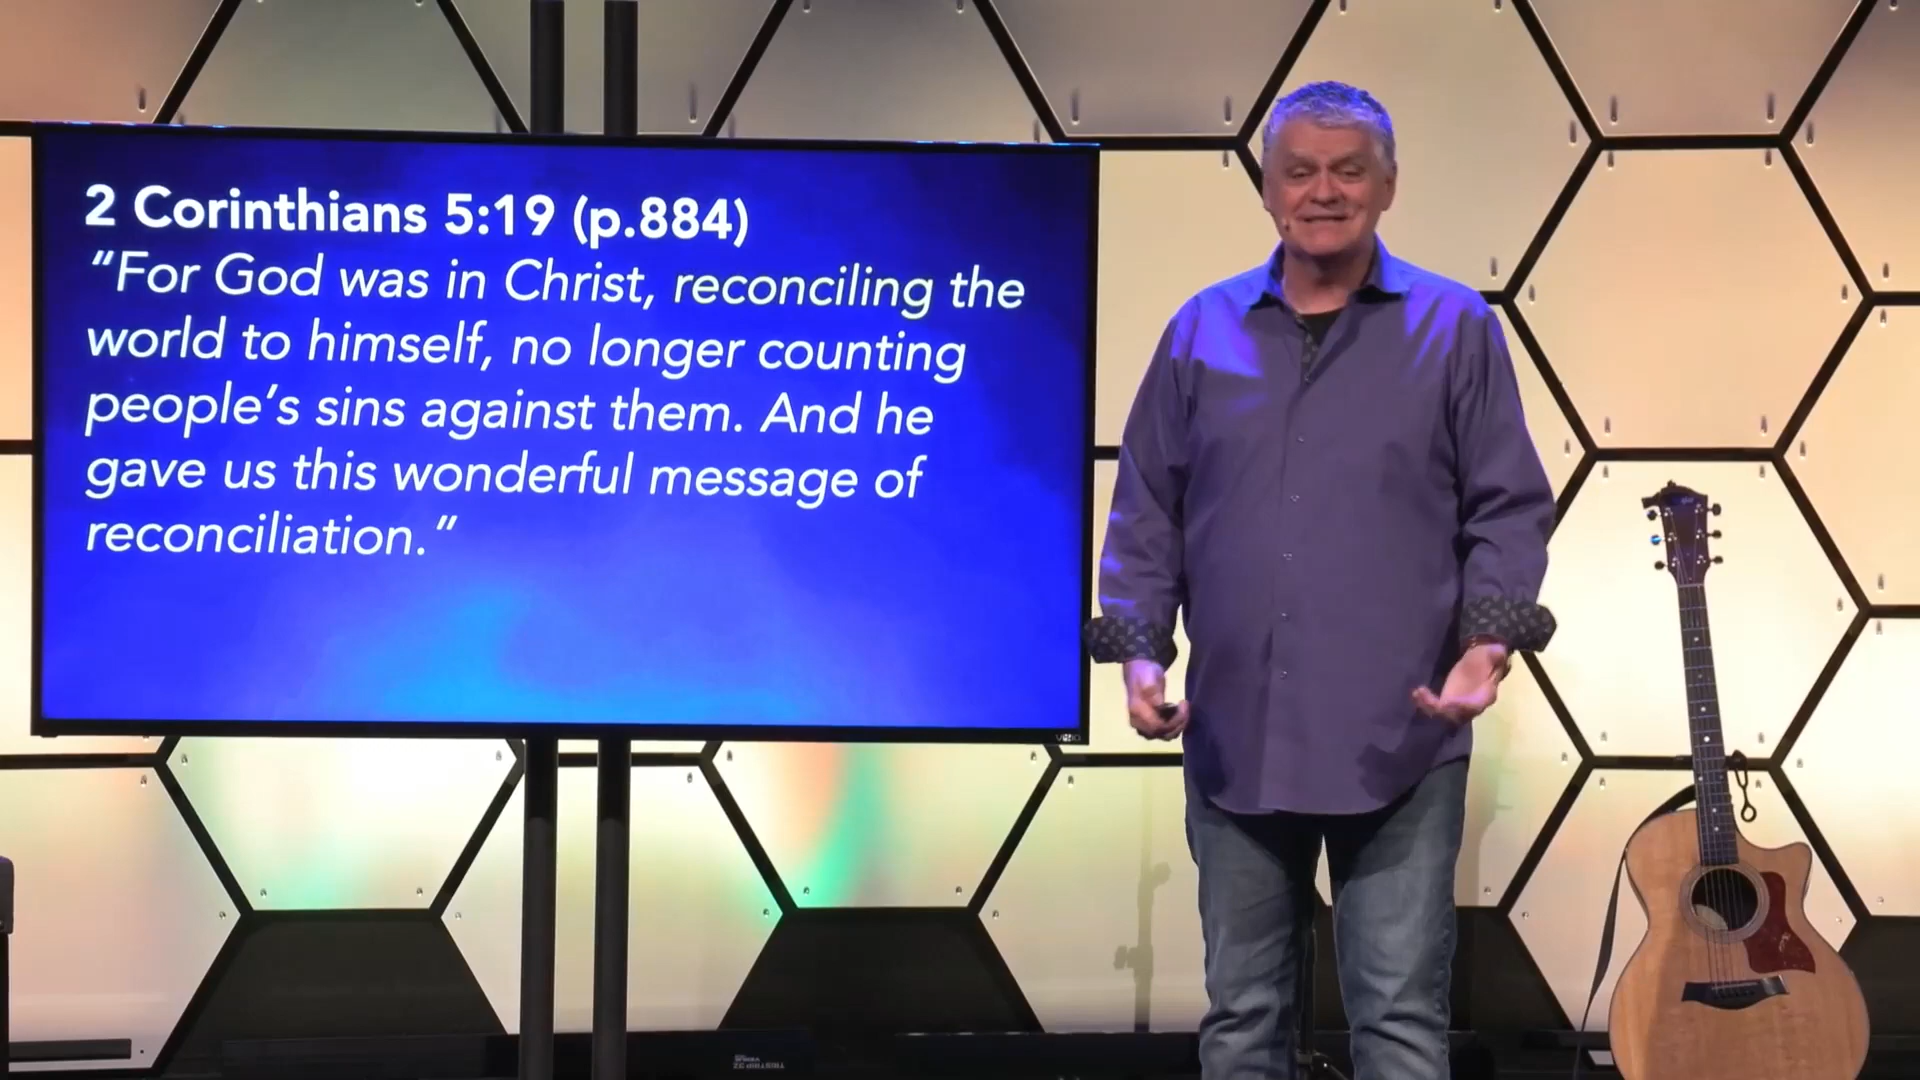 2 Corinthians 5:19 (p.884)
“For God was in Christ, reconciling the
world to himself, no longer counting
people’s sins against them. And he
gave us this wonderful message of
reconciliation.“
VIZIO